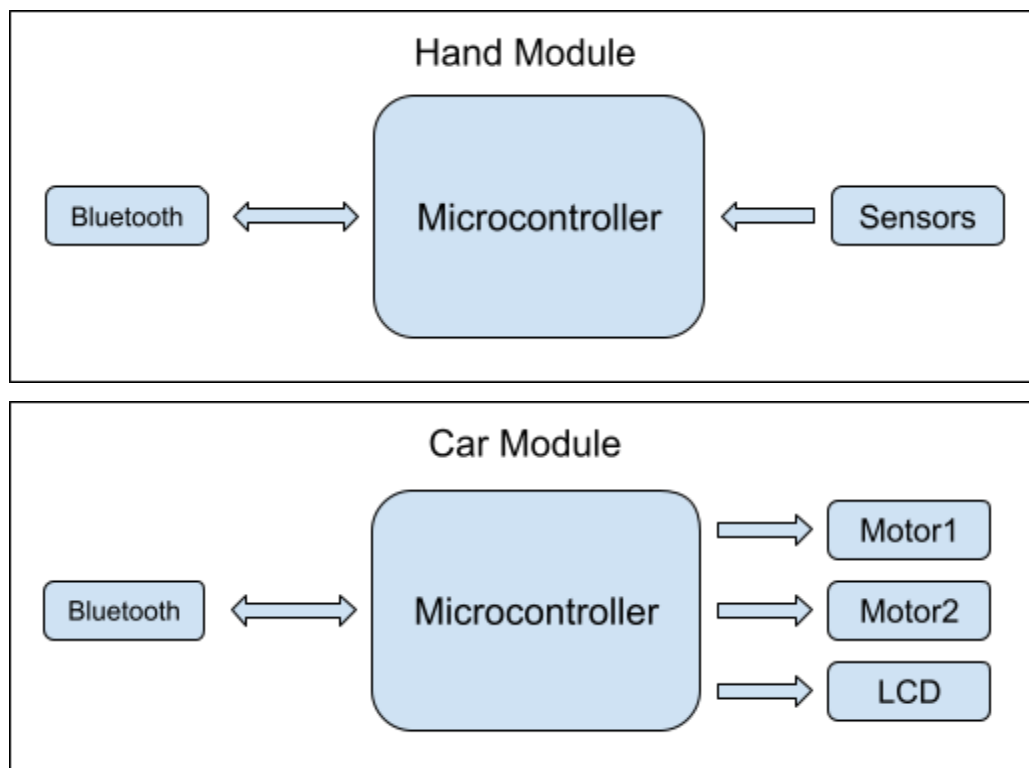 Hand Module
Bluetooth
Microcontroller
Sensors
Car Module
Bluetooth
Microcontroller
Motor1
Motor2
LCD